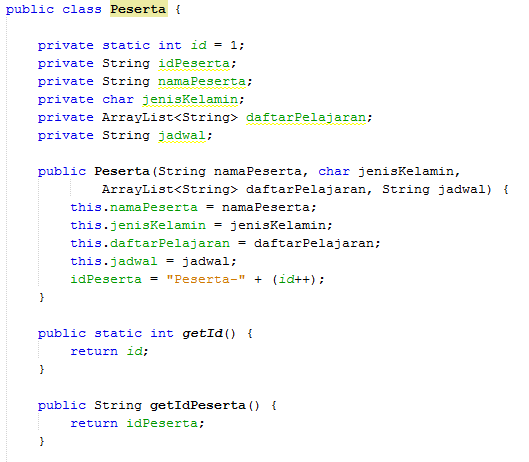 public class Peserta {
private static int id = 1;
private String idPeserta;
private String namaPeserta;
private char jenisKelamin;
private ArrayList<String> daftarPelajaran;
private String jadwal;
public Peserta(String namaPeserta, char jenisKelamin,
ArrayList<String> daftarPelajaran, String jadwal) {
this.namaPeserta = namaPeserta;
this.jenisKelamin = jenisKelamin;
this.daftarPelajaran = daftarPelajaran;
this.jadwal = jadwal;
idPeserta = "Peserta-" + (id++);
}
public static int getId() {
return id;
}
public String getIdPeserta() {
return idPeserta;
}